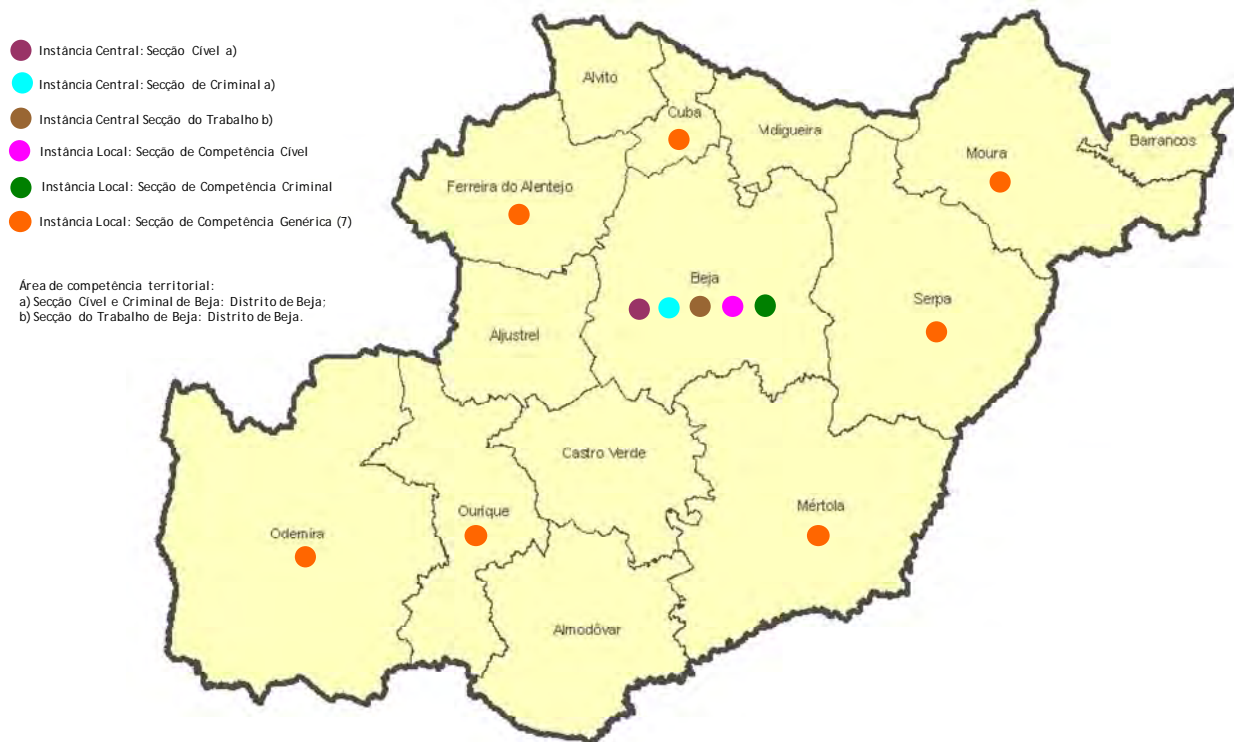 Instância Central: Secção Cível a)
Instância Central: Secção de Criminal a)
Instância Central Secção do Trabalho b)
Instância Local: Secção de Competência Cível
Instância Local: Secção de Competência Criminal
Instância Local: Secção de Competência Genérica (7)
Área de competência territorial:
a) Secção Cível e Criminal de Beja: Distrito de Beja;
b) Secção do Trabalho de Beja: Distrito de Beja.
Alvito
Cuba
Vidigueira
Barrancos
Moura
Ferreira do Alentejo
Beja
Serpa
Aljustrel
Castro Verde
Ourique
Mértola
Odemira
Almodôvar